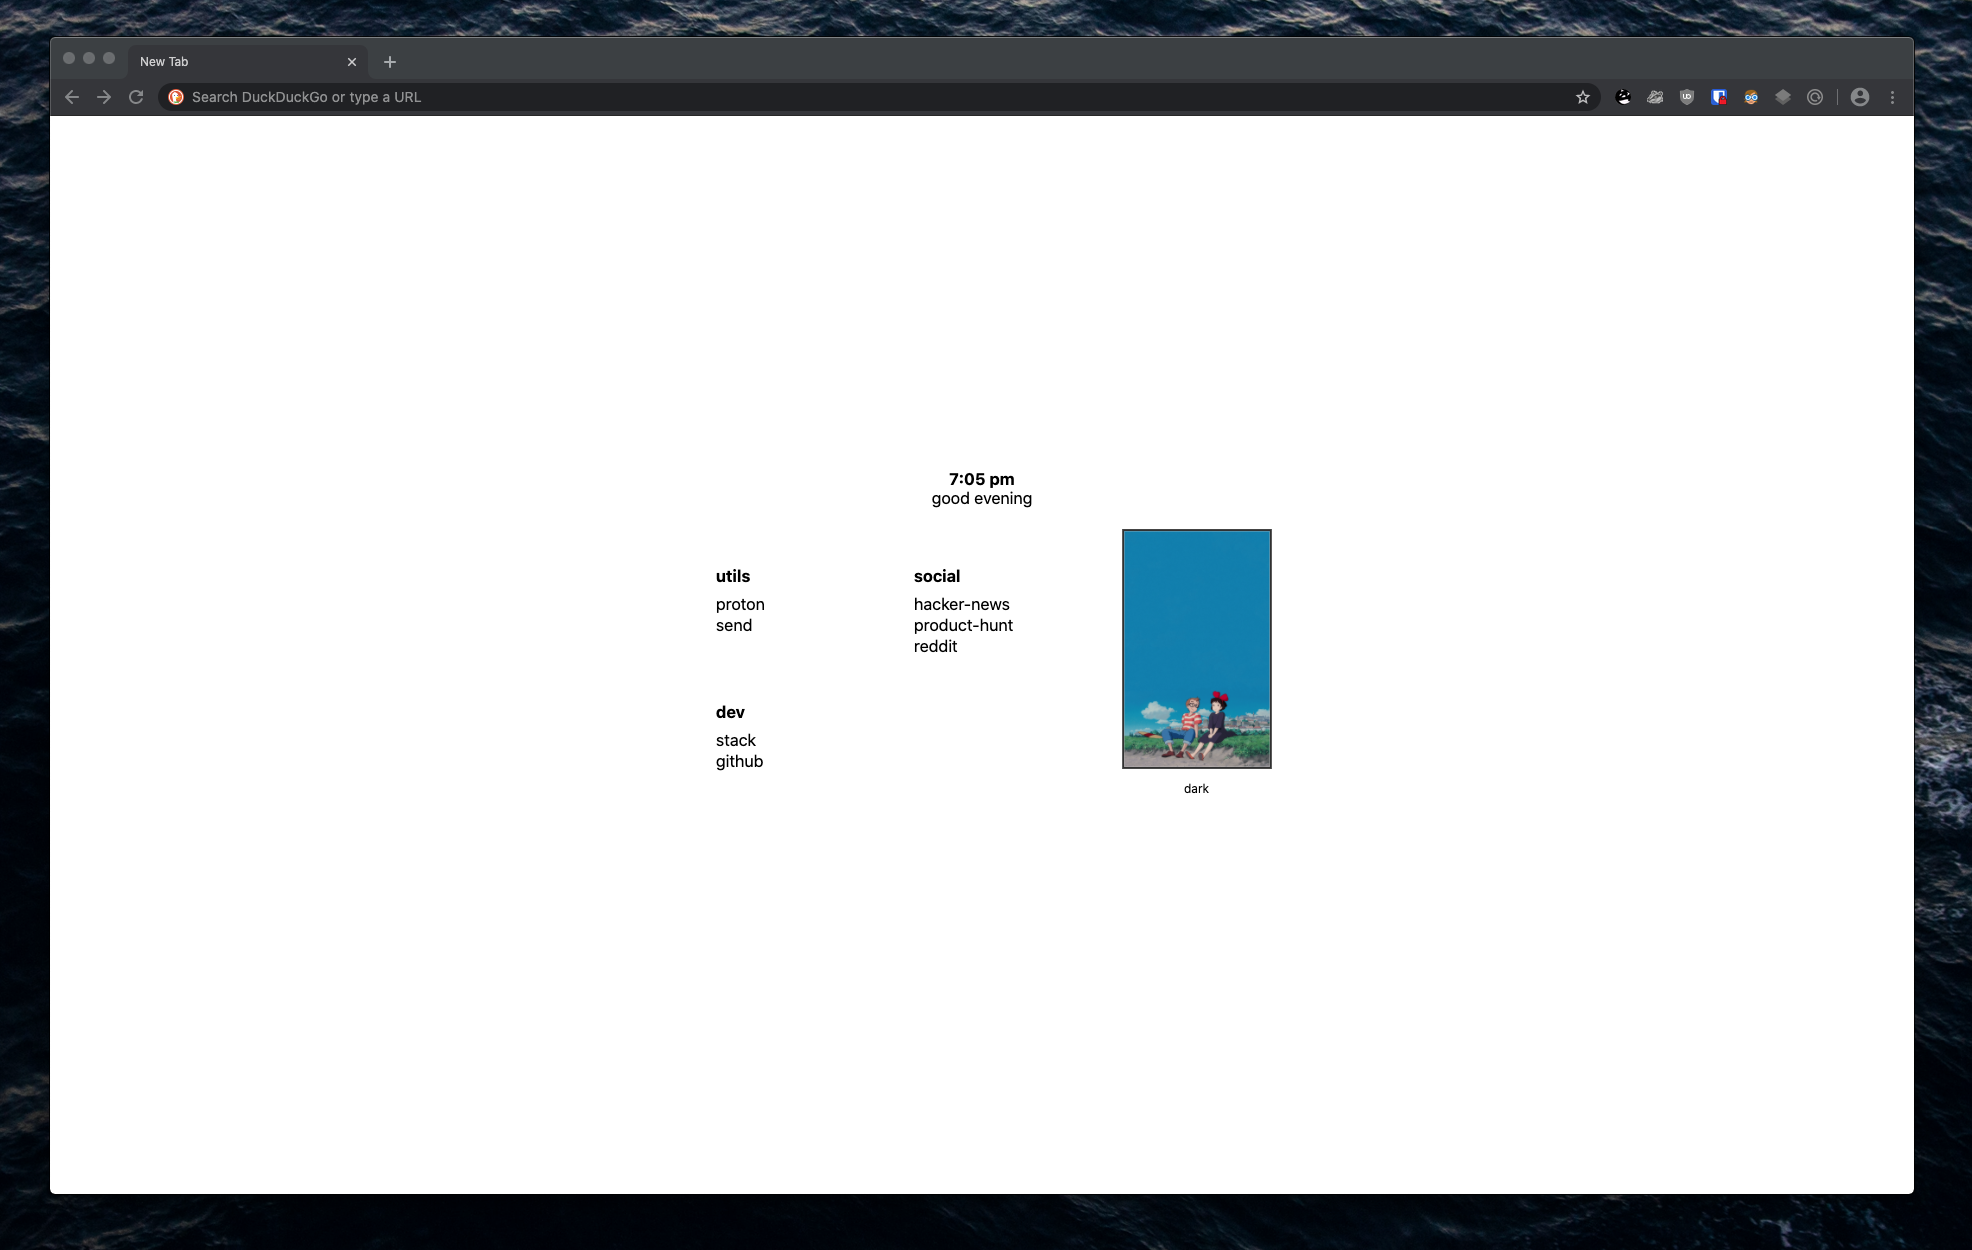 New Tab
Search DuckDuckGo or type a URL
7:05 pm
good evening
utils
proton
send
social
hacker-news
product-hunt
reddit
dev
stack
github
dark